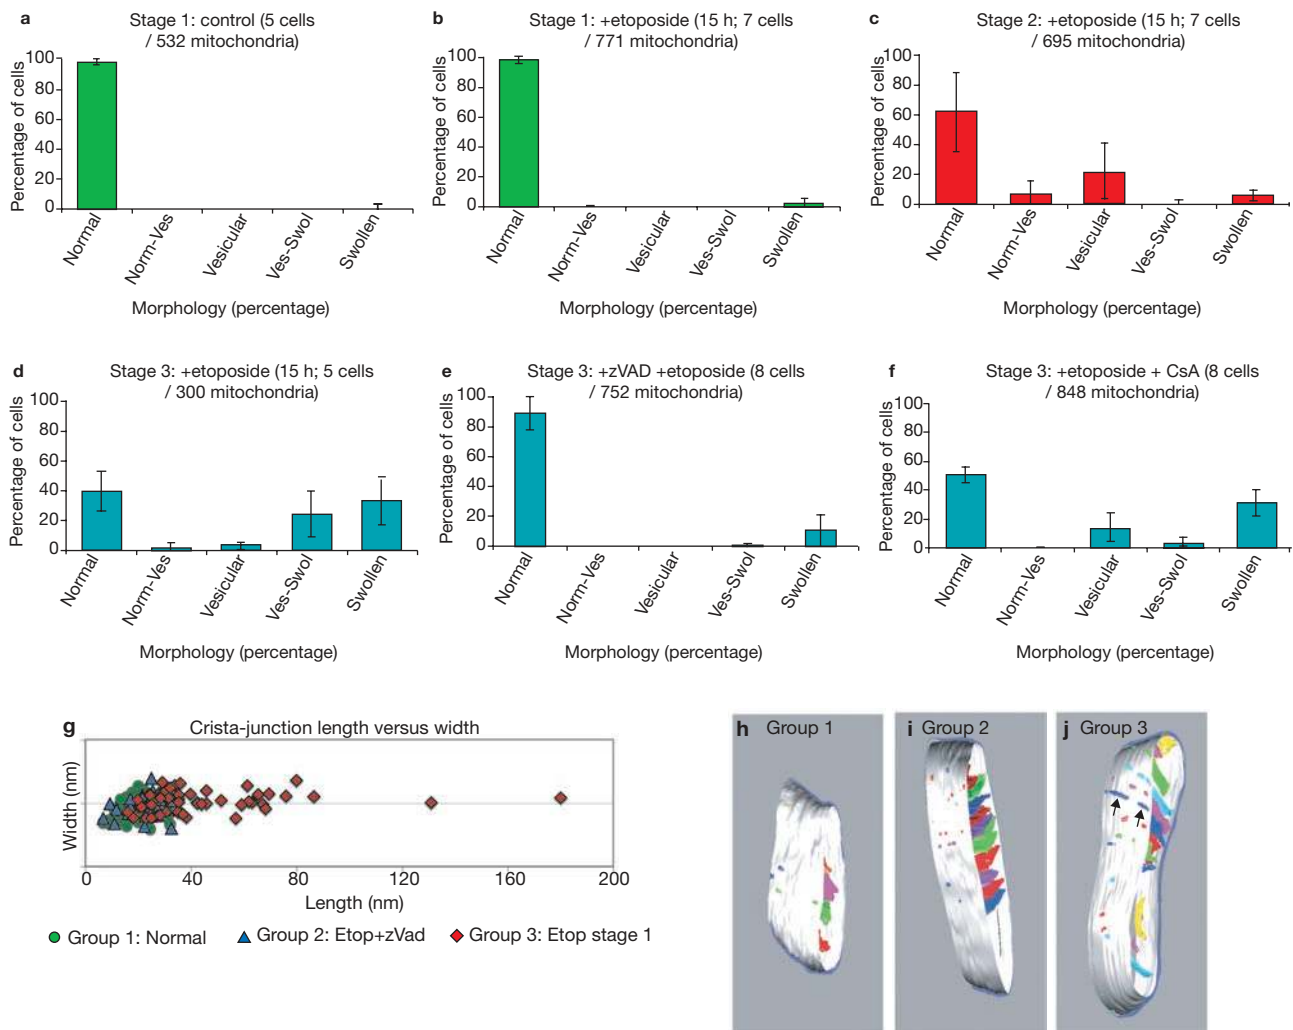 a Stage 1: control (5 cells
/ 532 mitochondria)
Percentage of cells
100
80
60
40
20
0
Normal
Norm-Ves
Vesicular
Ves-Swol
Swollen
Morphology (percentage)
b Stage 1: +etoposide (15 h; 7 cells
/ 771 mitochondria)
Percentage of cells
100
80
60
40
20
0
Normal
Norm-Ves
Vesicular
Ves-Swol
Swollen
Morphology (percentage)
c Stage 2: +etoposide (15 h; 7 cells
/ 695 mitochondria)
Percentage of cells
100
80
60
40
20
0
Normal
Norm-Ves
Vesicular
Ves-Swol
Swollen
Morphology (percentage)
d Stage 3: +etoposide (15 h; 5 cells
/ 300 mitochondria)
Percentage of cells
100
80
60
40
20
0
Normal
Norm-Ves
Vesicular
Ves-Swol
Swollen
Morphology (percentage)
e Stage 3: +zVAD +etoposide (8 cells
/ 752 mitochondria)
Percentage of cells
100
80
60
40
20
0
Normal
Norm-Ves
Vesicular
Ves-Swol
Swollen
Morphology (percentage)
f Stage 3: +etoposide + CsA (8 cells
/ 848 mitochondria)
Percentage of cells
100
80
60
40
20
0
Normal
Norm-Ves
Vesicular
Ves-Swol
Swollen
Morphology (percentage)
g Crista-junction length versus width
Width (nm)
0 40 80 120 160 200
Length (nm)
Group 1: Normal Group 2: Etop+zVad Group 3: Etop stage 1
h Group 1
i Group 2
j Group 3